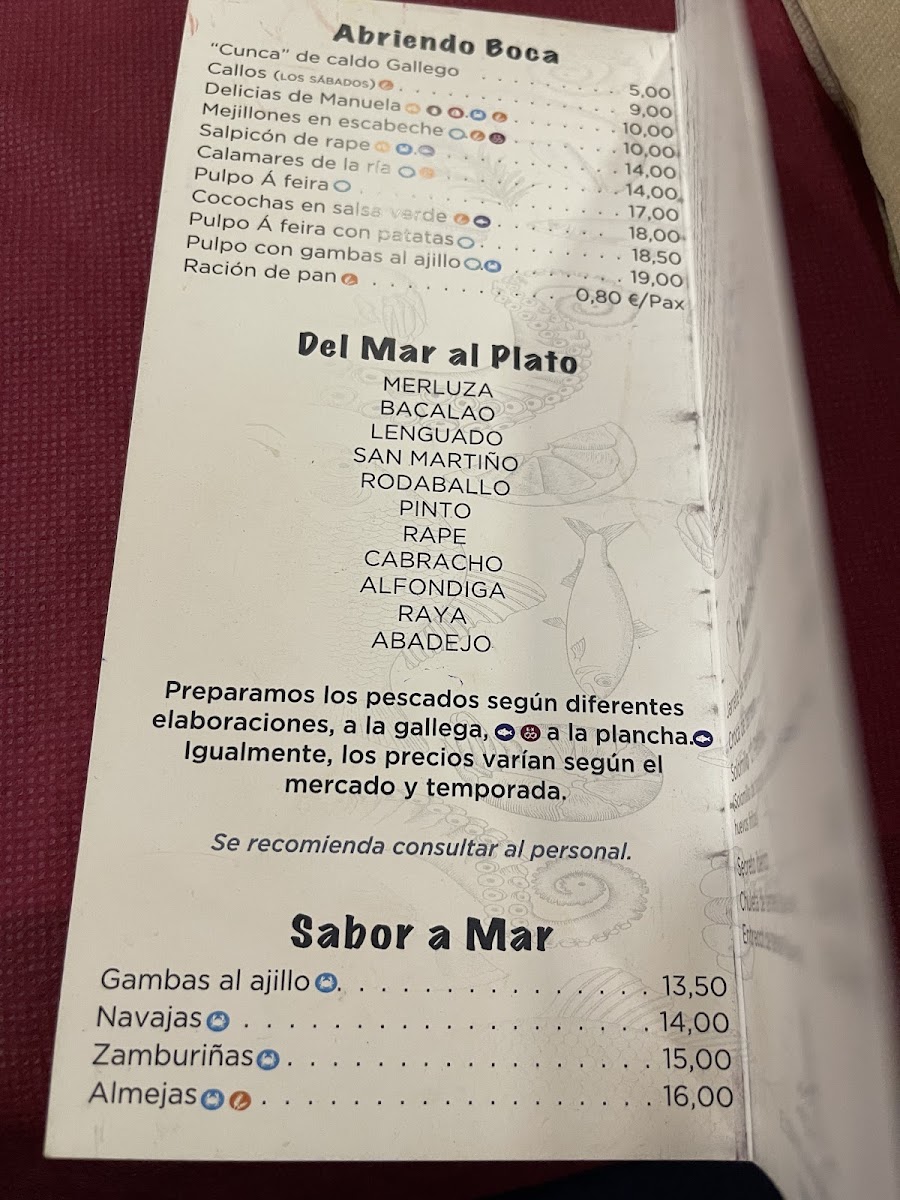 Abriendo Boca
"Cunca" de caldo Gallego . . . . . . . . . . 5,00
Callos (LOS SÁBADOS) . . . . . . . . . . 9,00
Delicias de Manuela . . . . . . . 10,00
Mejillones en escabeche . . . . . . . 10,00
Salpicón de rape . . . . . . . . . . 14,00
Calamares de la ría . . . . . . . . . . 14,00
Pulpo Á feira . . . . . . . . . . 17,00
Cocochas en salsa verde . . . . . . . 18,00
Pulpo Á feira con patatas . . . . . . . 18,50
Pulpo con gambas al ajillo . . . . . . . 19,00
Ración de pan . . . . . . . . . . 0,80 €/Pax
Del Mar al Plato
MERLUZA
BACALAO
LENGUADO
SAN MARTIÑO
RODABALLO
PINTO
RAPE
CABRACHO
ALFONDIGA
RAYA
ABADEJO
Preparamos los pescados según diferentes
elaboraciones, a la gallega, a la plancha.
Igualmente, los precios varían según el
mercado y temporada.
Se recomienda consultar al personal.
Sabor a Mar
Gambas al ajillo . . . . . . . . . . . . . . . 13,50
Navajas . . . . . . . . . . . . . . . . . . . 14,00
Zamburiñas . . . . . . . . . . . . . . . . . 15,00
Almejas . . . . . . . . . . . . . . . . . . 16,00